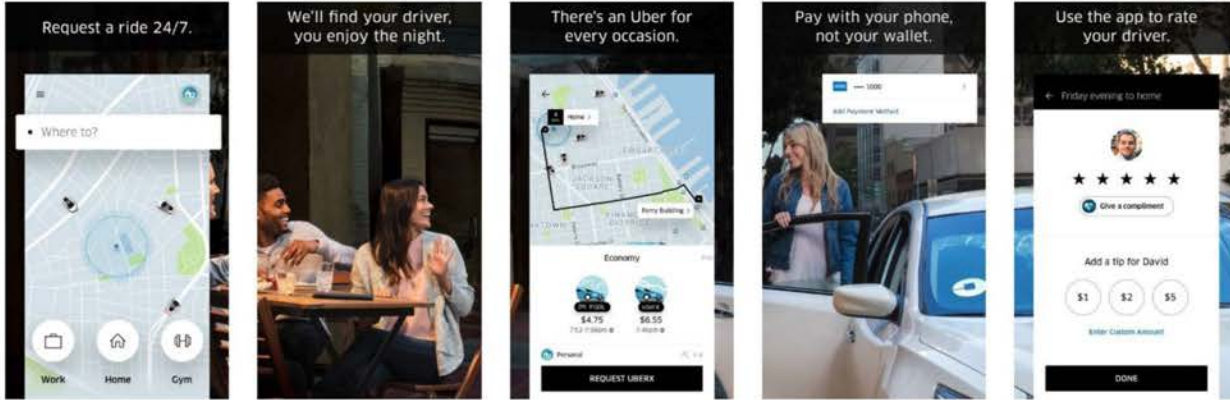 Request a ride 24/7.
Where to?
Work
Home
Gym
We'll find your driver,
you enjoy the night.
There's an Uber for
every occasion.
Home
JACKSON
SQUARE
Ferry Building
Economy
$4.75
$6.55
Personal
REQUEST UBERX
Pay with your phone,
not your wallet.
Add Payment Method
Use the app to rate
your driver.
Friday evening to home
Give a compliment
Add a tip for David
$1
$2
$5
Enter Custom Amount
DONE